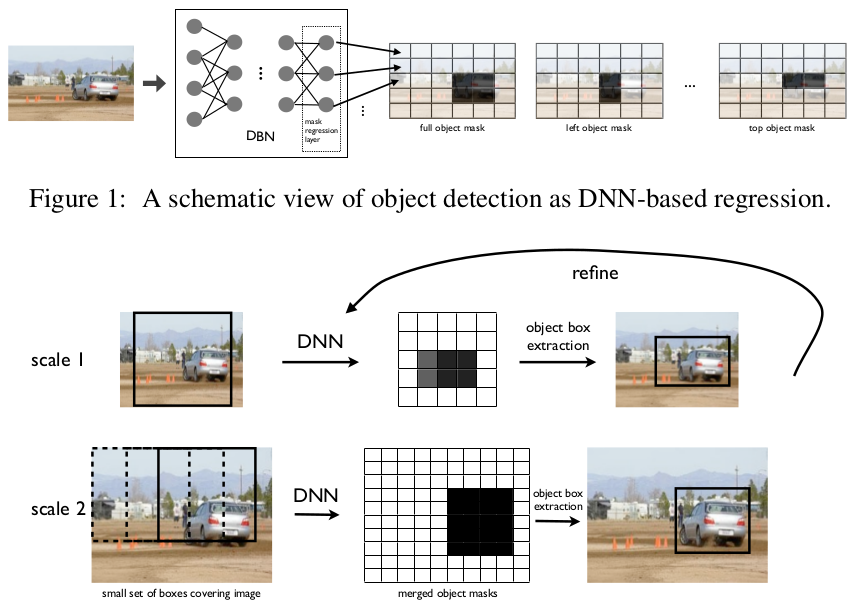 DBN
mask
regression
layer
full object mask
left object mask
...
top object mask
Figure 1: A schematic view of object detection as DNN-based regression.
refine
scale 1
DNN
object box
extraction
scale 2
DNN
object box
extraction
small set of boxes covering image
merged object masks